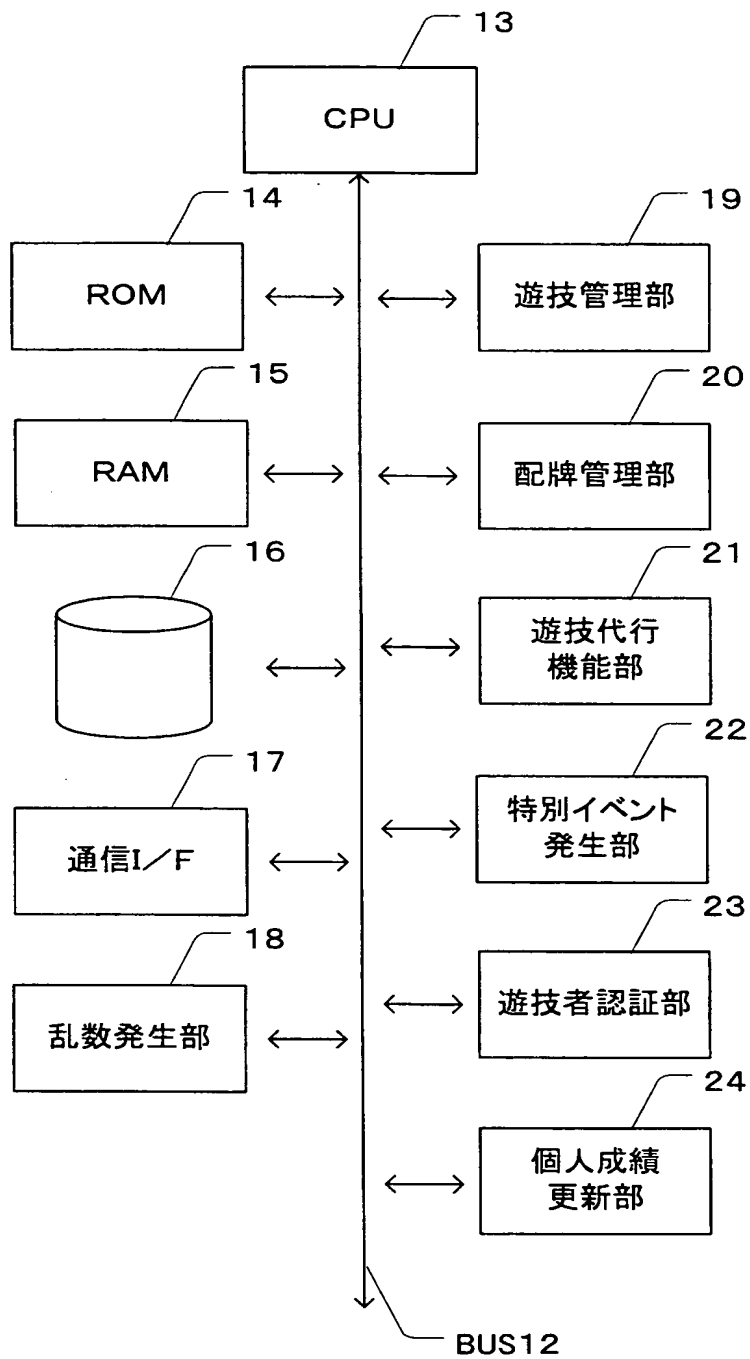 13
CPU
14
ROM
19
遊技管理部
15
RAM
20
配牌管理部
16
21
遊技代行
機能部
17
通信I/F
22
特別イベント
発生部
18
乱数発生部
23
遊技者認証部
24
個人成績
更新部
BUS12